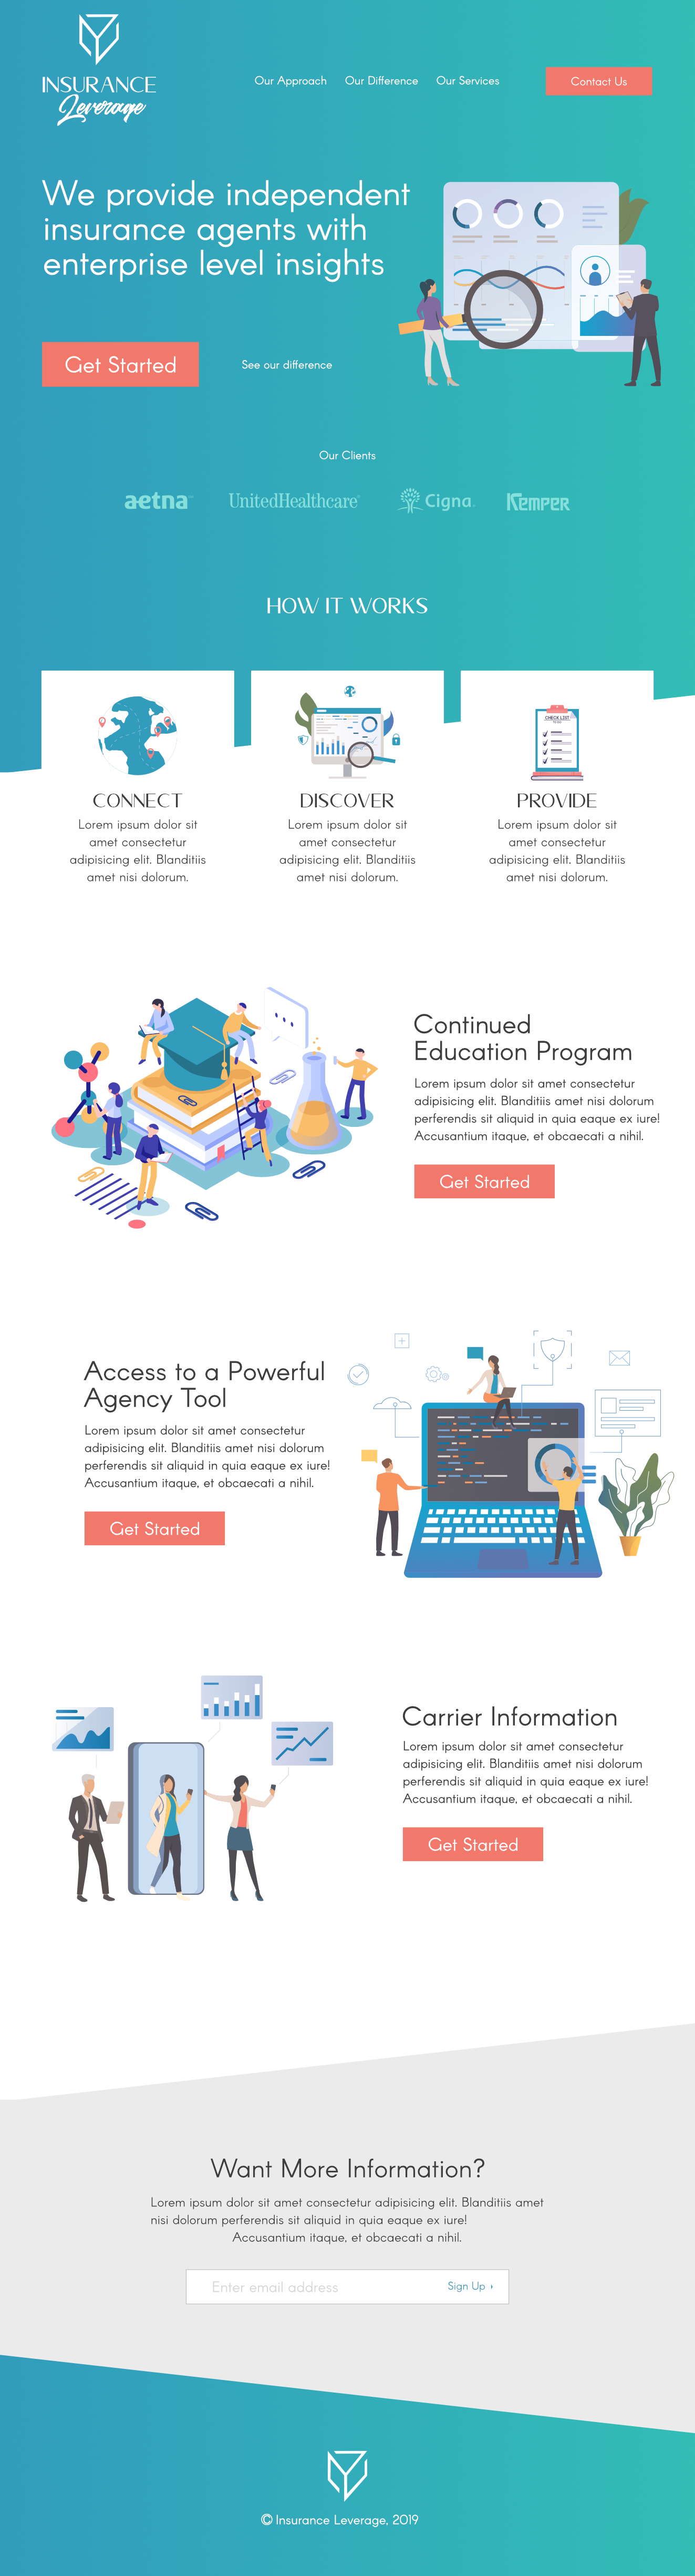 INSURANCE
Leverage
Our Approach
Our Difference
Our Services
Contact Us
We provide independent
insurance agents with
enterprise level insights
Get Started
See our difference
Our Clients
aetna
UnitedHealthcare
Cigna.
KEMPER
HOW IT WORKS
CHECK LIST
CONNECT
Lorem ipsum dolor sit
amet consectetur
adipisicing elit. Blanditiis
amet nisi dolorum.
DISCOVER
Lorem ipsum dolor sit
amet consectetur
adipisicing elit. Blanditiis
amet nisi dolorum.
PROVIDE
Lorem ipsum dolor sit
amet consectetur
adipisicing elit. Blanditiis
amet nisi dolorum.
Continued
Education Program
Lorem ipsum dolor sit amet consectetur
adipisicing elit. Blanditiis amet nisi dolorum
perferendis sit aliquid in quia eaque ex iure!
Accusantium itaque, et obcaecati a nihil.
Get Started
Access to a Powerful
Agency Tool
Lorem ipsum dolor sit amet consectetur
adipisicing elit. Blanditiis amet nisi dolorum
perferendis sit aliquid in quia eaque ex iure!
Accusantium itaque, et obcaecati a nihil.
Get Started
Carrier Information
Lorem ipsum dolor sit amet consectetur
adipisicing elit. Blanditiis amet nisi dolorum
perferendis sit aliquid in quia eaque ex iure!
Accusantium itaque, et obcaecati a nihil.
Get Started
Want More Information?
Lorem ipsum dolor sit amet consectetur adipisicing elit. Blanditiis amet
nisi dolorum perferendis sit aliquid in quia eaque ex iure!
Accusantium itaque, et obcaecati a nihil.
Enter email address
Sign Up ›
© Insurance Leverage, 2019